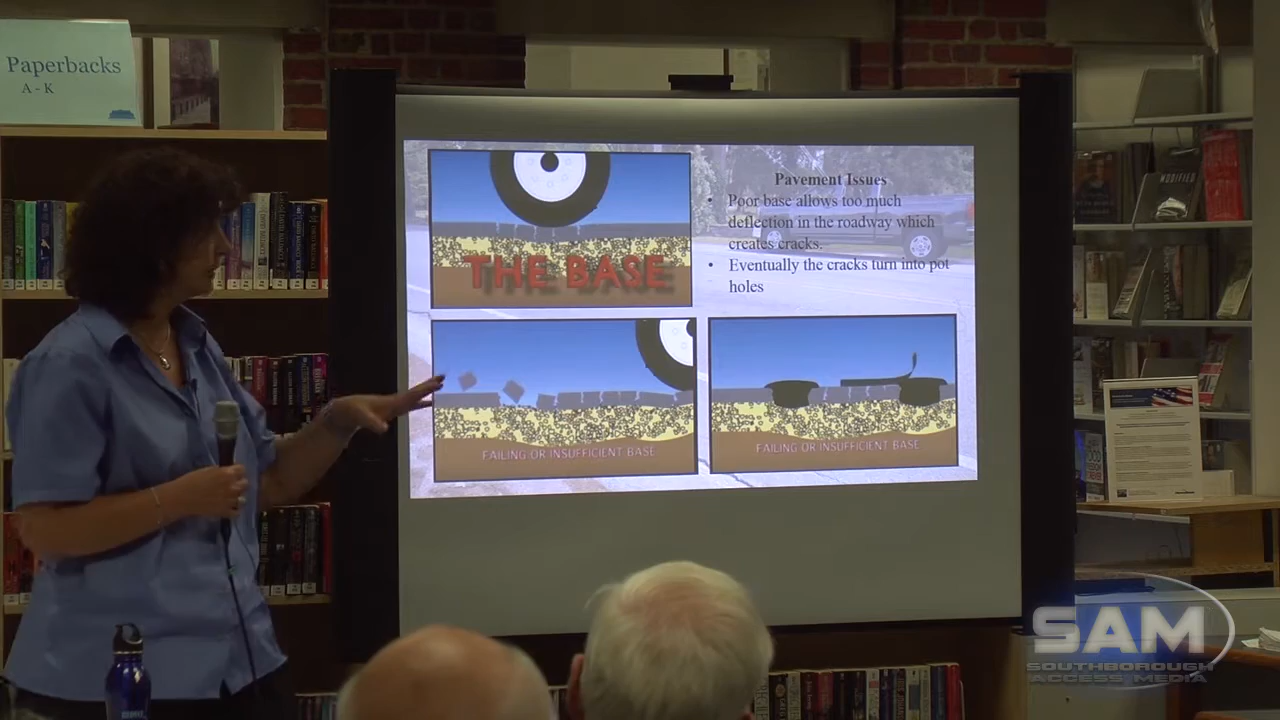 Paperbacks
A - K
Pavement Issues
• Poor base allows too much
deflection in the roadway which
creates cracks.
• Eventually the cracks turn into pot
holes
THE BASE
FAILING OR INSUFFICIENT BASE
FAILING OR INSUFFICIENT BASE
MODIFIED
SAM
SOUTHBOROUGH
ACCESS MEDIA